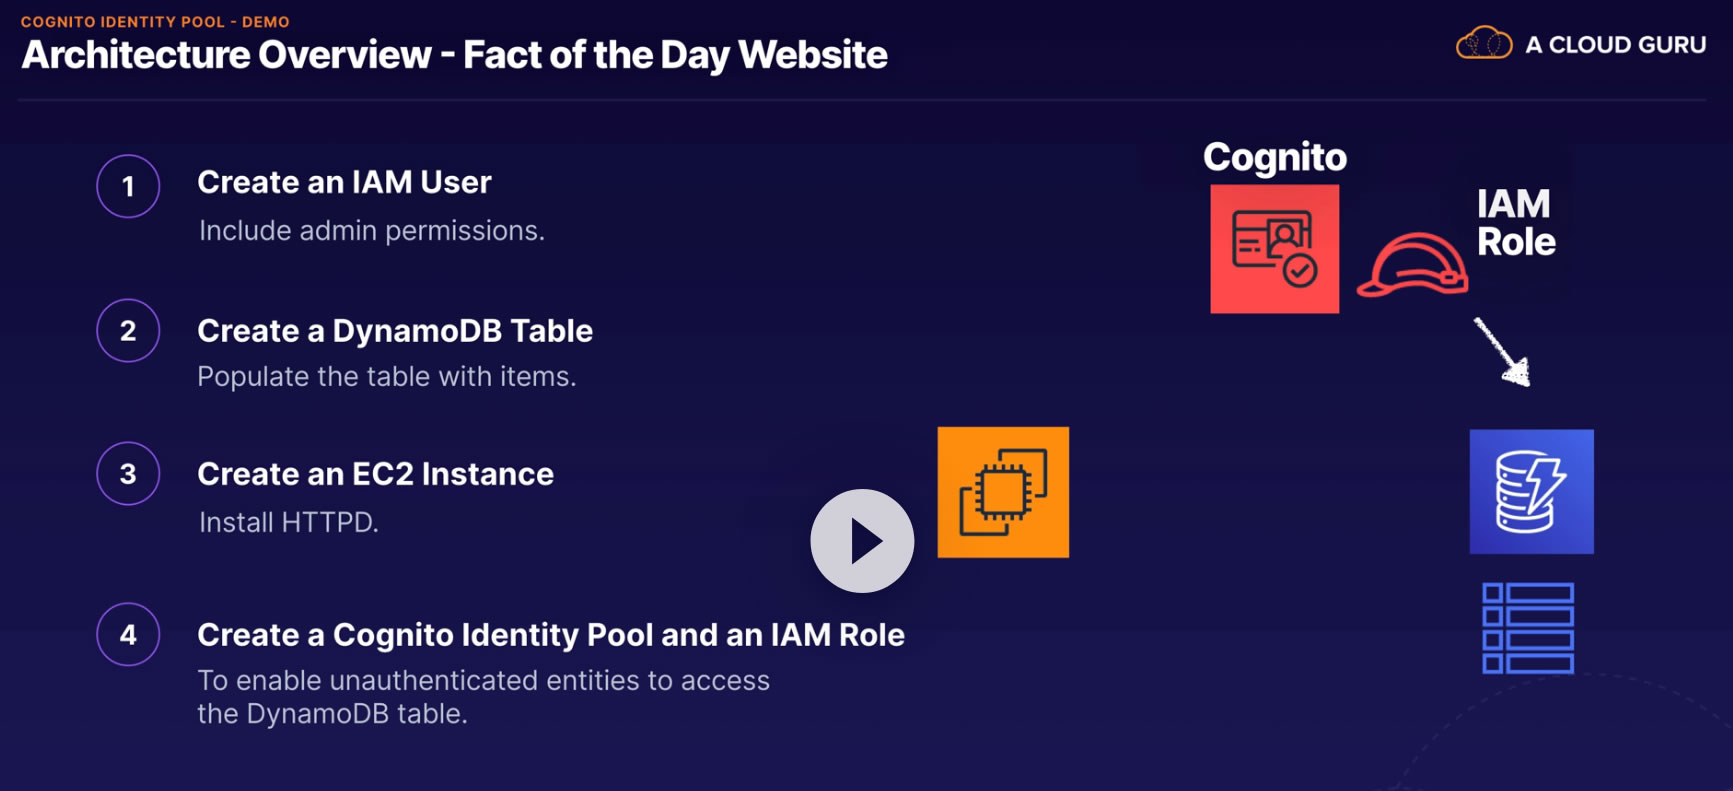 COGNITO IDENTITY POOL - DEMO
Architecture Overview - Fact of the Day Website
A CLOUD GURU
1
Create an IAM User
Include admin permissions.
2
Create a DynamoDB Table
Populate the table with items.
3
Create an EC2 Instance
Install HTTPD.
4
Create a Cognito Identity Pool and an IAM Role
To enable unauthenticated entities to access
the DynamoDB table.
Cognito
IAM
Role